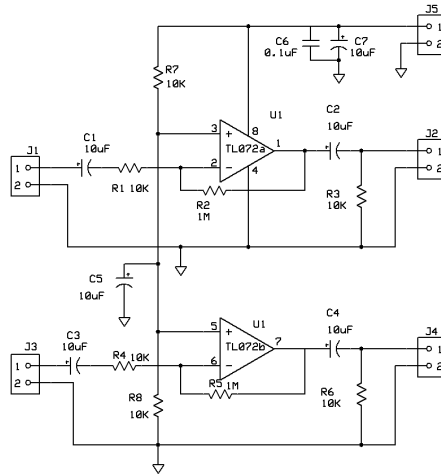 J5
1
2
C6
0.1uF
C7
10uF
R7
10K
U1
C2
10uF
J2
1
2
3
+
8
1
TL072a
2
−
4
C1
10uF
J1
1
2
R1 10K
R2
1M
R3
10K
C5
10uF
C4
10uF
J4
1
2
U1
5
+
7
TL072b
6
−
C3
10uF
J3
1
2
R4 10K
R5 1M
R8
10K
R6
10K